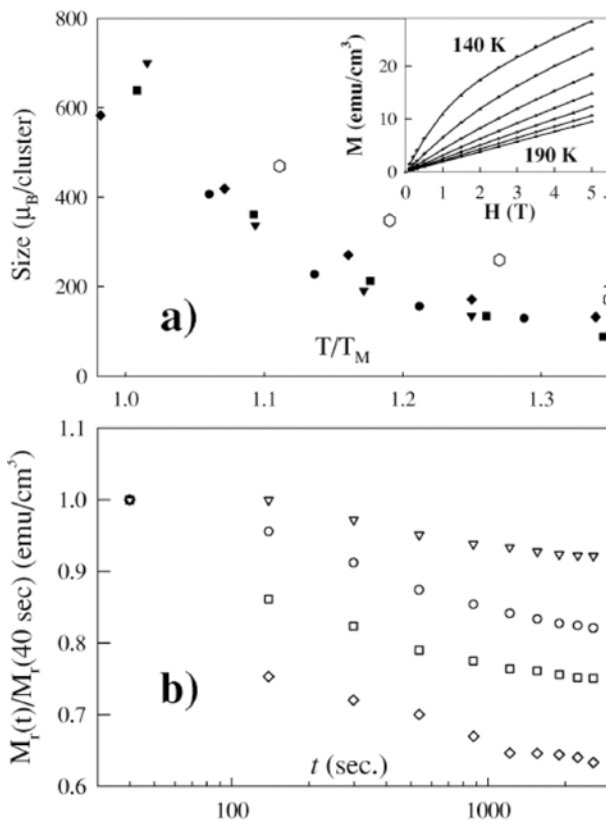 800
600
400
200
0
Size (μB/cluster)
a)
T/TM
1.0
1.1
1.2
1.3
20
10
0
M (emu/cm³)
140 K
190 K
0
1
2
3
4
5
H (T)
1.1
1.0
0.9
0.8
0.7
0.6
Mr(t)/Mr(40 sec) (emu/cm³)
b)
t (sec.)
100
1000